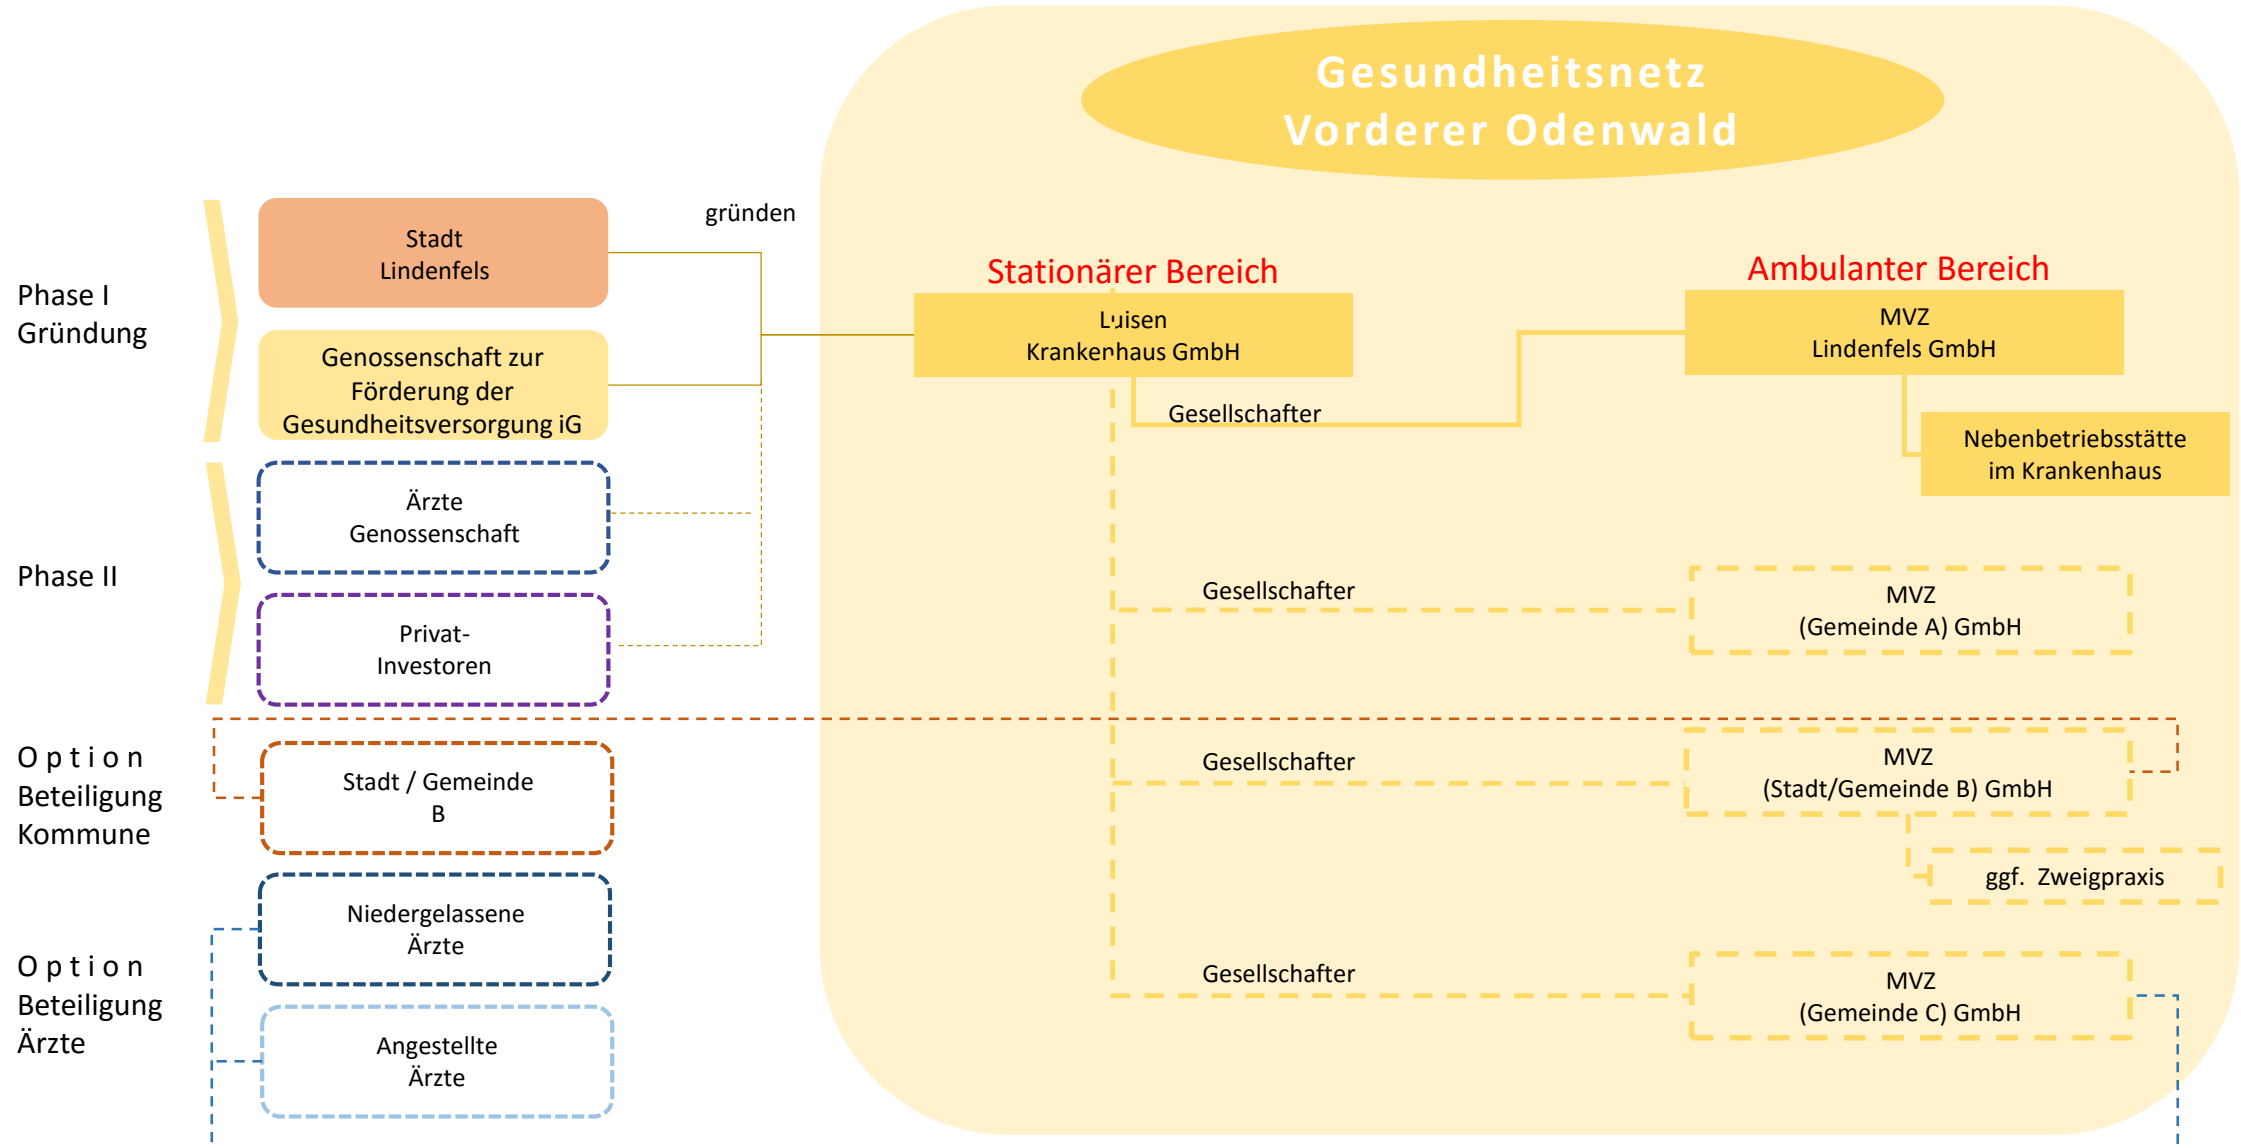 Gesundheitsnetz
Vorderer Odenwald
Phase I
Gründung
Stadt
Lindenfels
Genossenschaft zur
Förderung der
Gesundheitsversorgung iG
gründen
Stationärer Bereich
Luisen
Krankenhaus GmbH
Gesellschafter
Ambulanter Bereich
MVZ
Lindenfels GmbH
Nebenbetriebsstätte
im Krankenhaus
Phase II
Ärzte
Genossenschaft
Privat-
Investoren
Gesellschafter
MVZ
(Gemeinde A) GmbH
Option
Beteiligung
Kommune
Stadt / Gemeinde
B
Gesellschafter
MVZ
(Stadt/Gemeinde B) GmbH
ggf. Zweigpraxis
Option
Beteiligung
Ärzte
Niedergelassene
Ärzte
Angestellte
Ärzte
Gesellschafter
MVZ
(Gemeinde C) GmbH